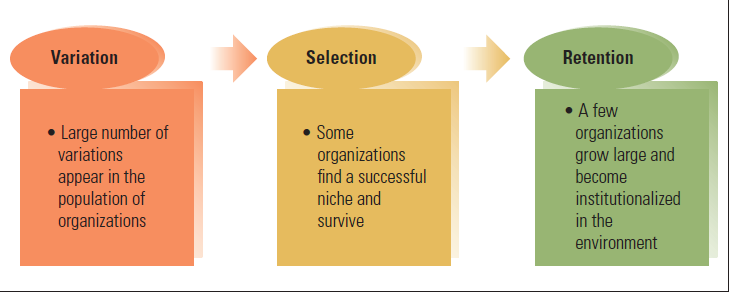 Variation
• Large number of
variations
appear in the
population of
organizations
Selection
• Some
organizations
find a successful
niche and
survive
Retention
• A few
organizations
grow large and
become
institutionalized
in the
environment